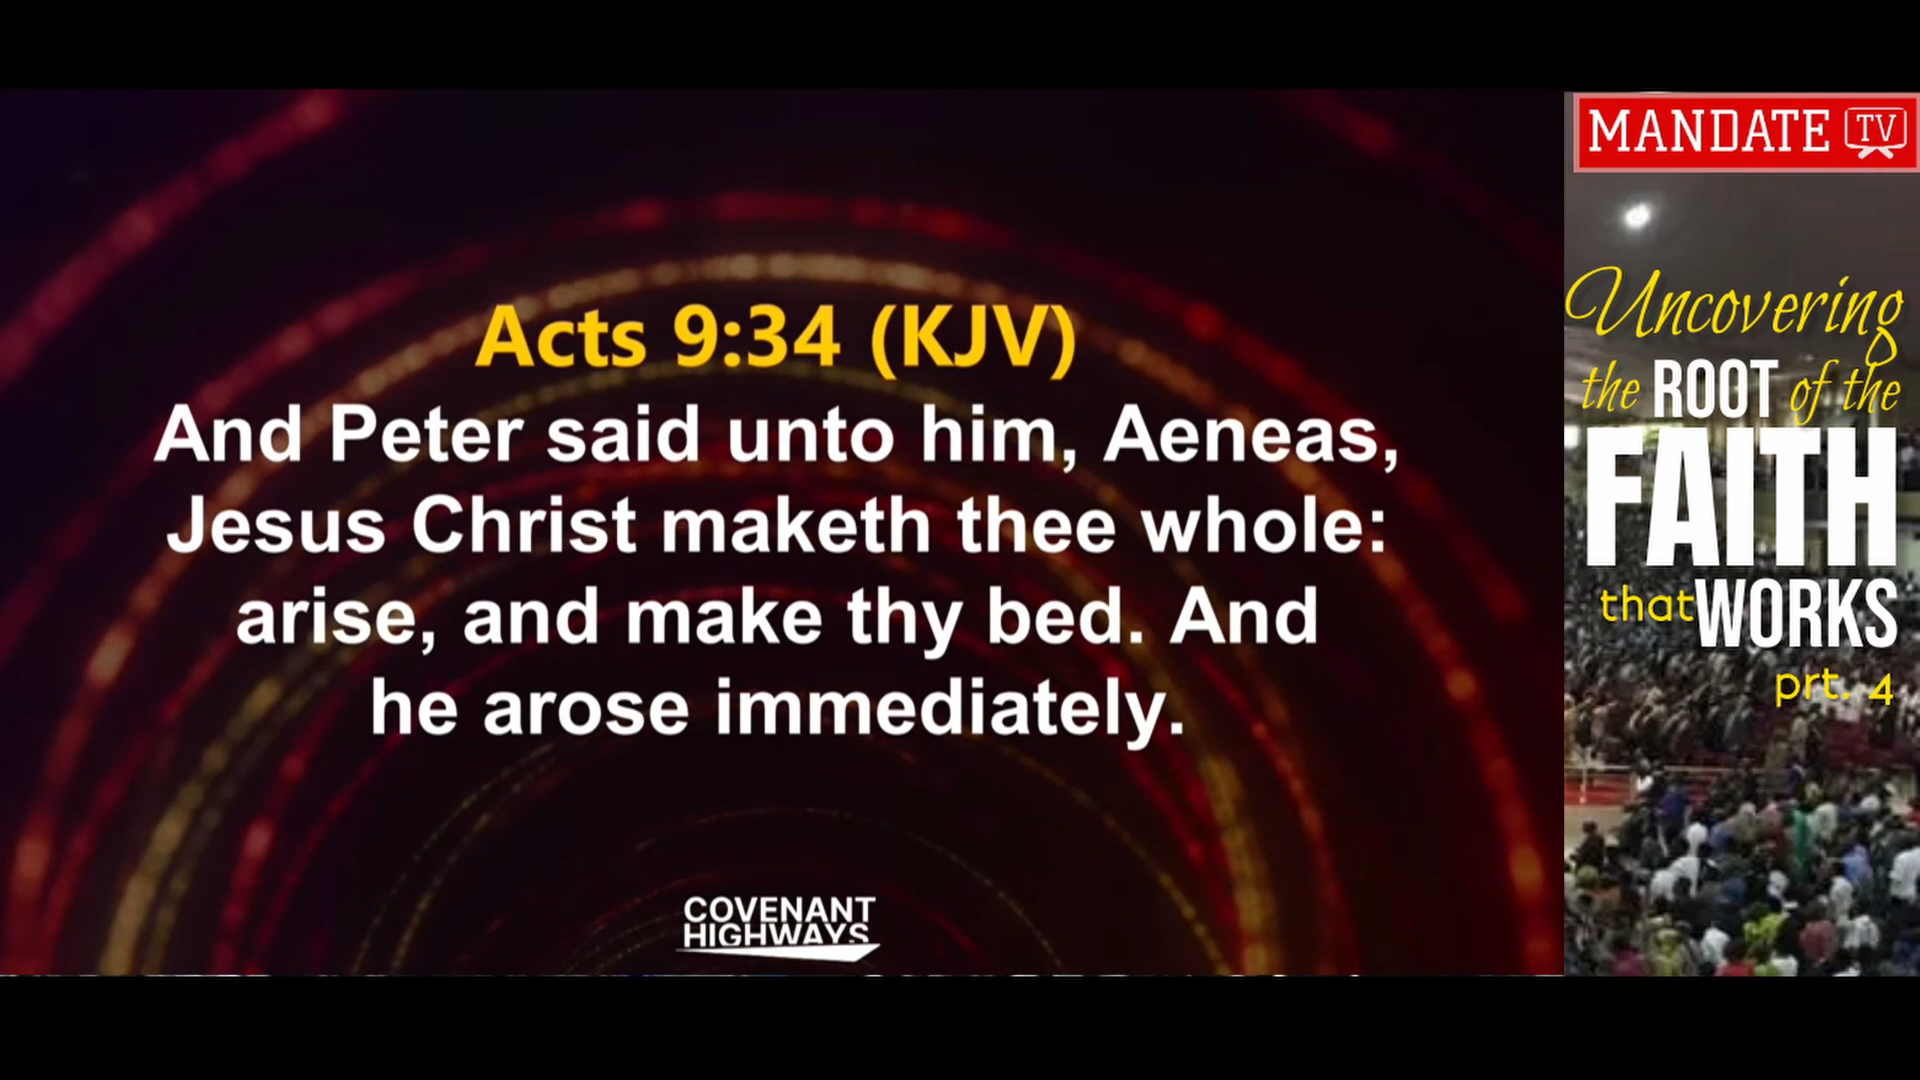 Acts 9:34 (KJV)
And Peter said unto him, Aeneas,
Jesus Christ maketh thee whole:
arise, and make thy bed. And
he arose immediately.
COVENANT
HIGHWAYS
MANDATE TV
Uncovering
the ROOT of the
FAITH
that WORKS
prt. 4